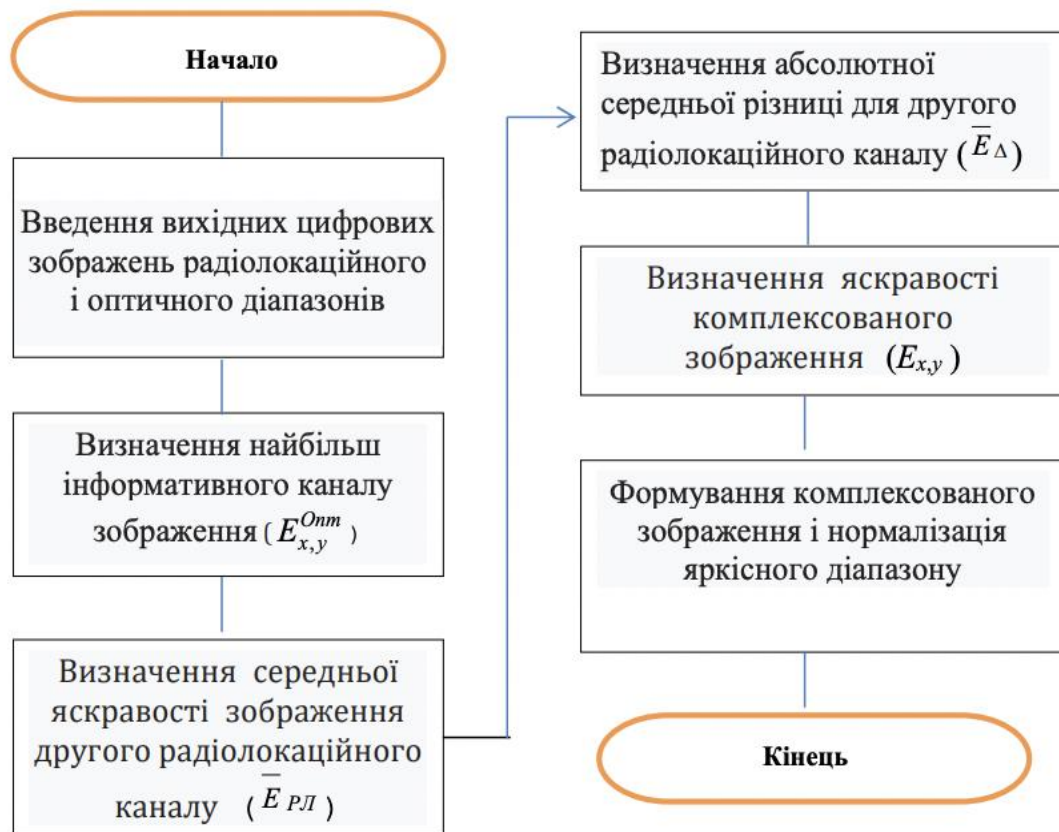 Начало
Введення вихідних цифрових
зображень радіолокаційного
і оптичного діапазонів
Визначення найбільш
інформативного каналу
зображення ( E_{x,y}^{Опт} )
Визначення середньої
яскравості зображення
другого радіолокаційного
каналу ( E̅ РЛ )
Визначення абсолютної
середньої різниці для другого
радіолокаційного каналу ( E̅ Δ )
Визначення яскравості
комплексованого
зображення (E_{x,y} )
Формування комплексованого
зображення і нормалізація
яркісного діапазону
Кінець